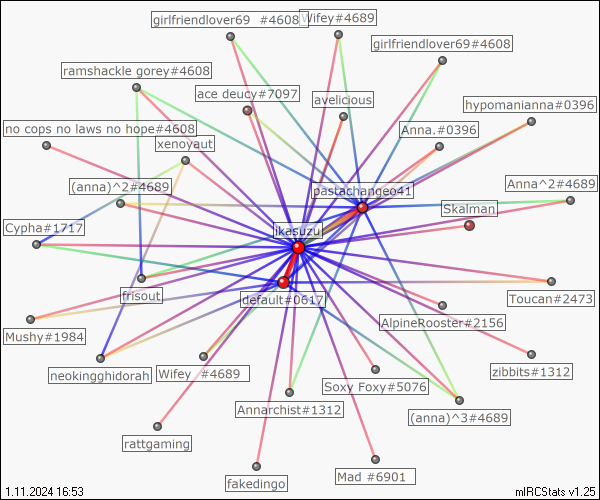 girlfriendlover69  #4608
Wifey#4689
girlfriendlover69#4608
ramshackle gorey#4608
ace deucy#7097
avelicious
hypomanianna#0396
no cops no laws no hope#4608
Anna.#0396
xenoyaut
(anna)^2#4689
pastachangeo41
Anna^2#4689
Skalman
Cypha#1717
ikasuzu
frisout
default#0617
Toucan#2473
AlpineRooster#2156
Mushy#1984
neokingghidorah
Wifey  #4689
zibbits#1312
Soxy Foxy#5076
Annarchist#1312
(anna)^3#4689
rattgaming
fakedingo
Mad #6901
1.11.2024 16:53
mIRCStats v1.25